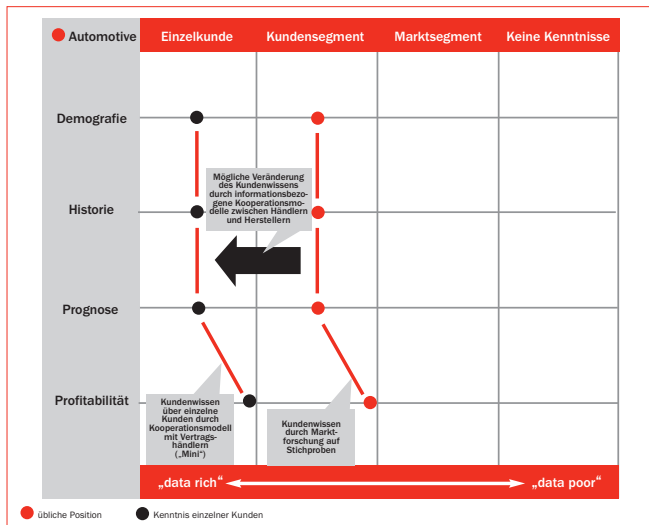 Automotive
Einzelkunde
Kundensegment
Marktsegment
Keine Kenntnisse
Demografie
Mögliche Veränderung
des Kundenwissens
durch informationsbezo-
gene Kooperationsmo-
delle zwischen Händlern
und Herstellern
Historie
Prognose
Profitabilität
Kundenwissen
über einzelne
Kunden durch
Kooperationsmodell
mit Vertrags-
händlern
(„Mini“)
Kundenwissen
durch Markt-
forschung auf
Stichproben
„data rich“
„data poor“
übliche Position
Kenntnis einzelner Kunden